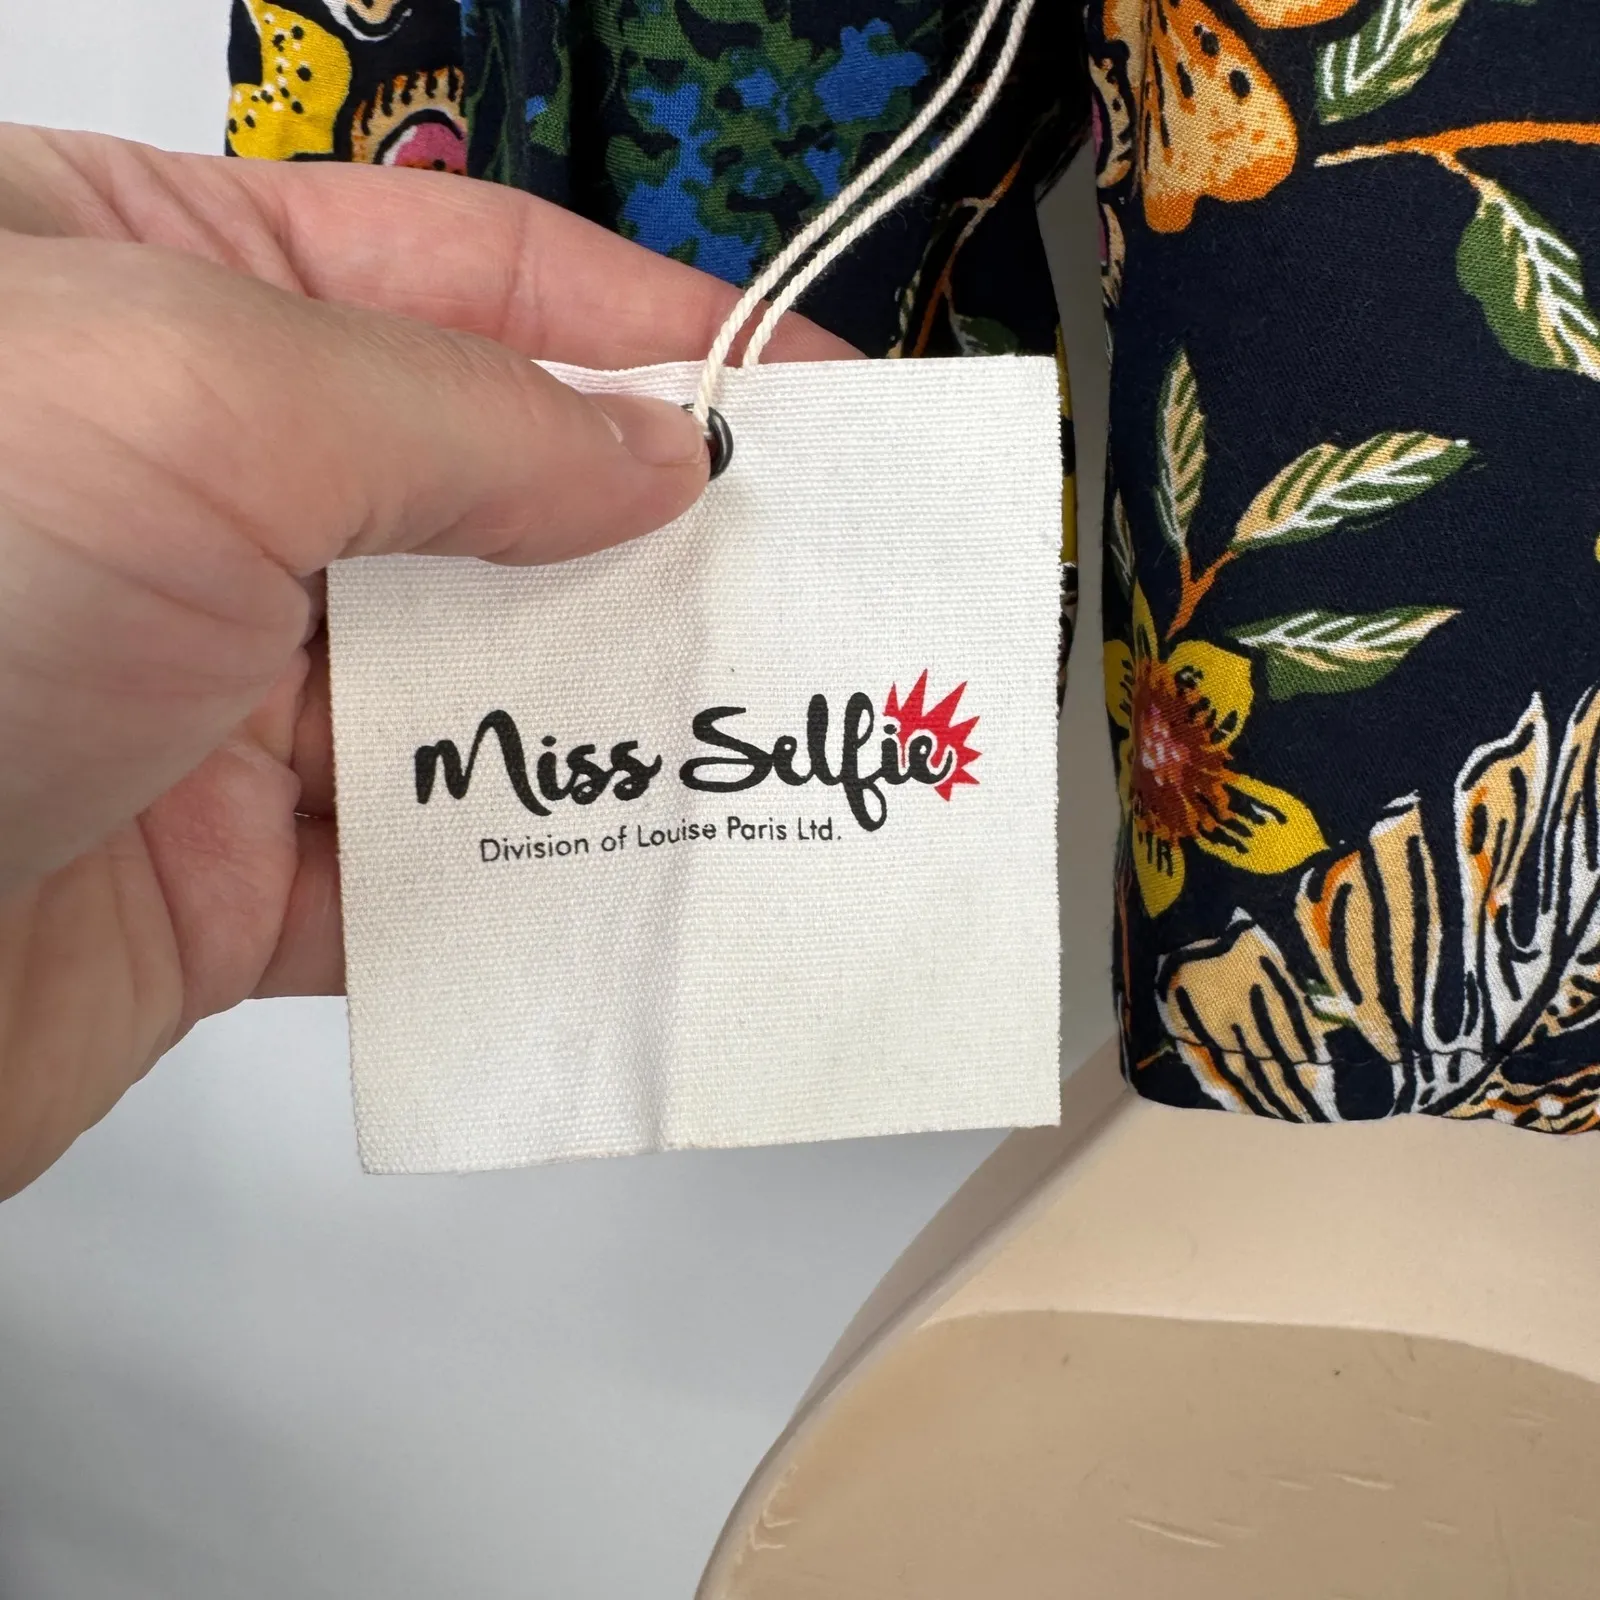 Miss Selfie
Division of Louise Paris Ltd.